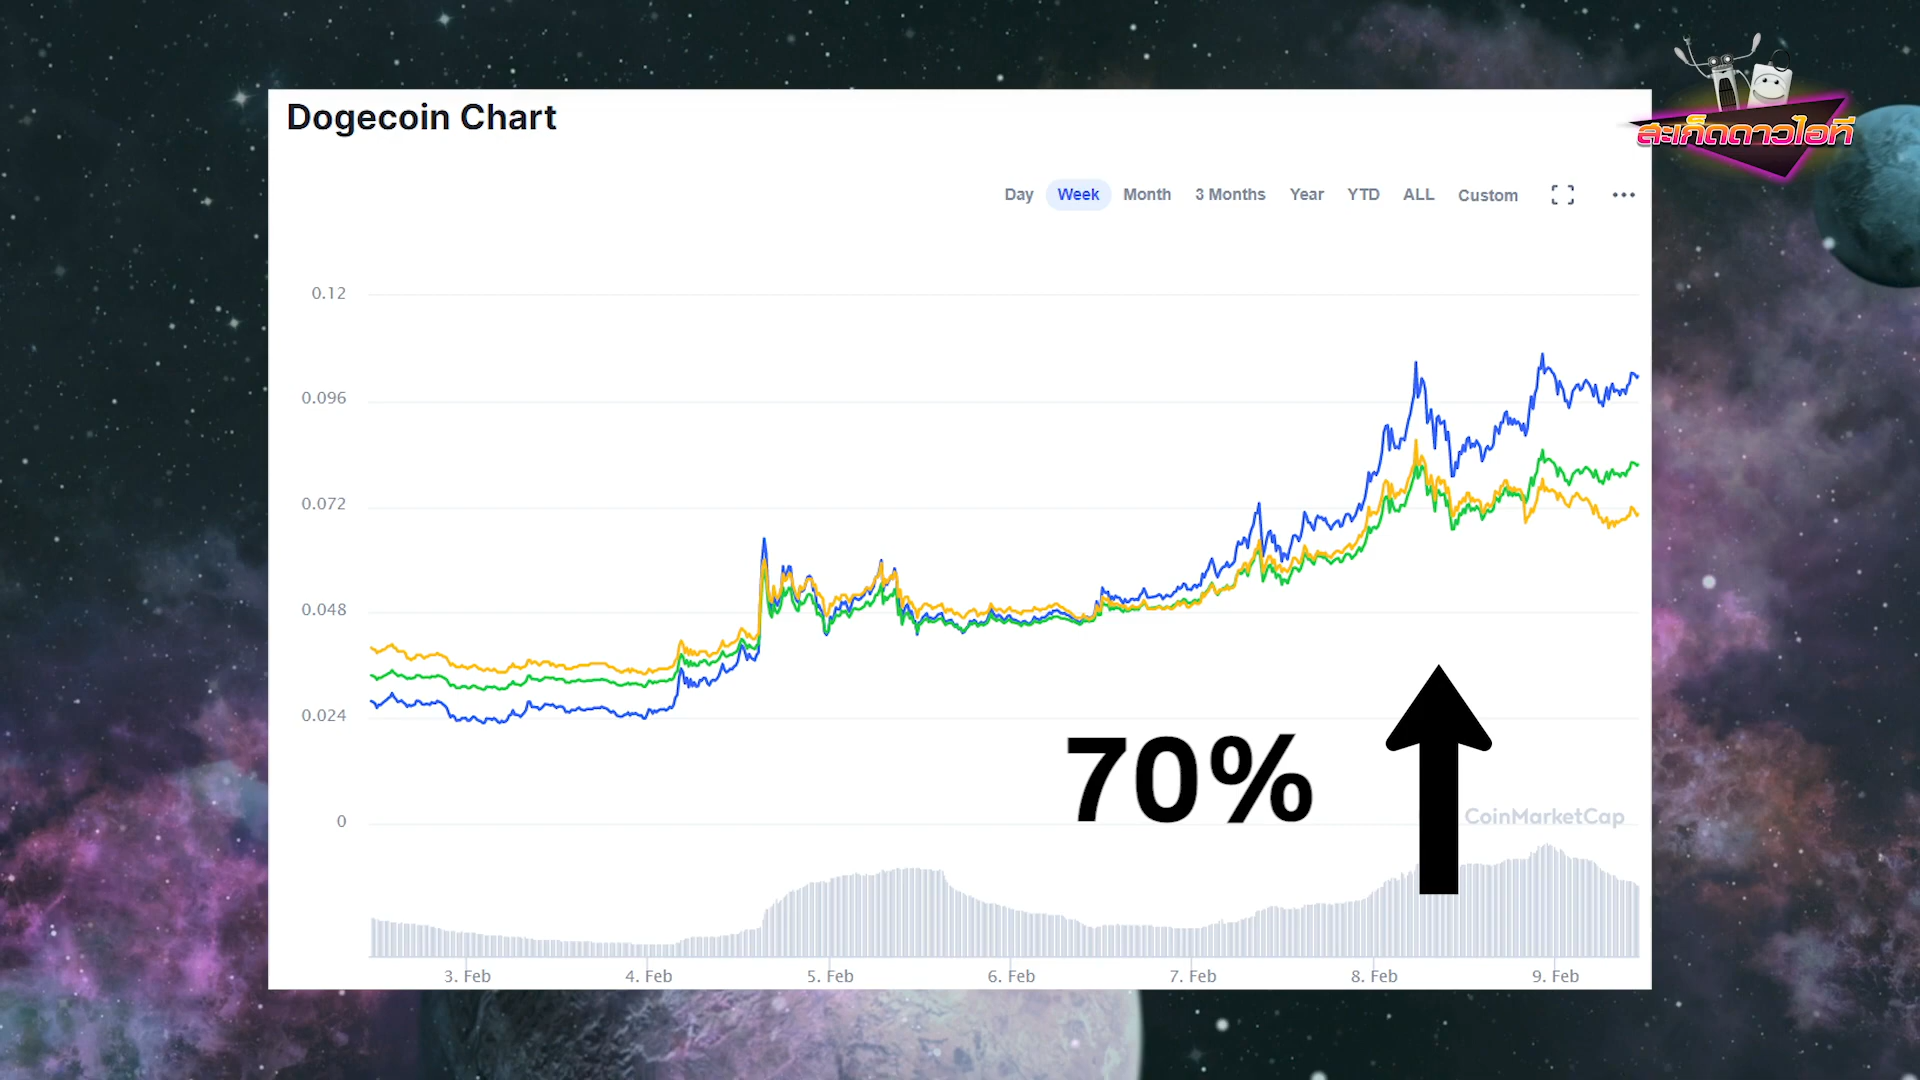 Dogecoin Chart
สะเก็ดดาวไอที
Day Week Month 3 Months Year YTD ALL Custom
0.12
0.096
0.072
0.048
0.024
0
70%
CoinMarketCap
3. Feb 4. Feb 5. Feb 6. Feb 7. Feb 8. Feb 9. Feb